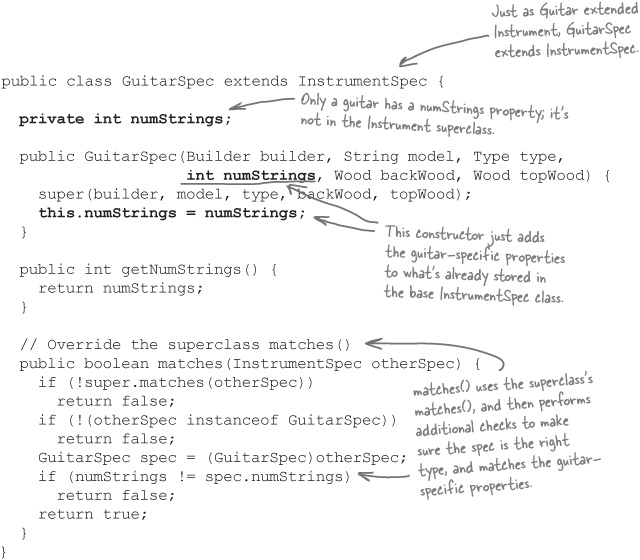 Just as Guitar extended
Instrument, GuitarSpec
extends InstrumentSpec.
public class GuitarSpec extends InstrumentSpec {
Only a guitar has a numStrings property; it's
not in the Instrument superclass.
private int numStrings;
public GuitarSpec(Builder builder, String model, Type type,
int numStrings, Wood backWood, Wood topWood) {
super(builder, model, type, backWood, topWood);
this.numStrings = numStrings;
}
This constructor just adds
the guitar-specific properties
to what's already stored in
the base InstrumentSpec class.
public int getNumStrings() {
return numStrings;
}
// Override the superclass matches()
public boolean matches(InstrumentSpec otherSpec) {
if (!super.matches(otherSpec))
return false;
if (!(otherSpec instanceof GuitarSpec))
return false;
GuitarSpec spec = (GuitarSpec)otherSpec;
if (numStrings != spec.numStrings)
return false;
return true;
}
}
matches() uses the superclass's
matches(), and then performs
additional checks to make
sure the spec is the right
type, and matches the guitar-
specific properties.